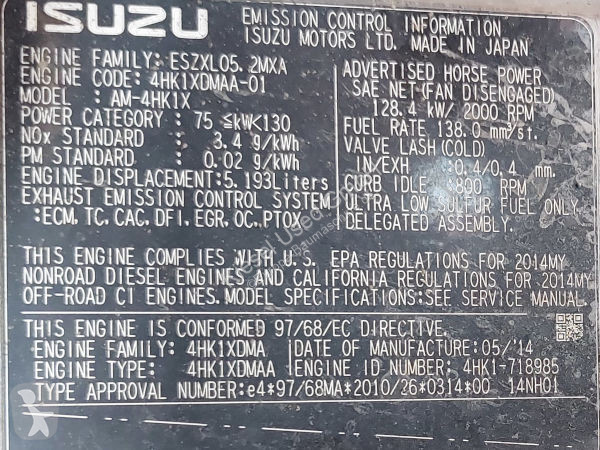 ISUZU
EMISSION CONTROL INFORMATION
ISUZU MOTORS LTD. MADE IN JAPAN
ENGINE FAMILY: ESZXL05.2MXA
ENGINE CODE: 4HK1XDMAA-01
MODEL : AM-4HK1X
POWER CATEGORY : 75 ≦kW<130
NOx STANDARD : 3.4 g/kWh
PM STANDARD : 0.02 g/kWh
ENGINE DISPLACEMENT:5.193Liters
EXHAUST EMISSION CONTROL SYSTEM
:ECM,TC,CAC,DFI,EGR,OC,PTOX
ADVERTISED HORSE POWER
SAE NET(FAN DISENGAGED)
128.4 kW/ 2000 RPM
FUEL RATE 138.0 mm³/st.
VALVE LASH(COLD)
IN/EXH :0.4/0.4 mm.
CURB IDLE :800 RPM
ULTRA LOW SULFUR FUEL ONLY
DELEGATED ASSEMBLY.
THIS ENGINE COMPLIES WITH U.S. EPA REGULATIONS FOR 2014MY
NONROAD DIESEL ENGINES AND CALIFORNIA REGULATIONS FOR 2014MY
OFF-ROAD CI ENGINES.MODEL SPECIFICATIONS:SEE SERVICE MANUAL.
THIS ENGINE IS CONFORMED 97/68/EC DIRECTIVE.
ENGINE FAMILY: 4HK1XDMA DATE OF MANUFACTURE:05/'14
ENGINE TYPE: 4HK1XDMAA ENGINE ID NUMBER: 4HK1-718985
TYPE APPROVAL NUMBER:e4*97/68MA*2010/26*0314*00 14NH01